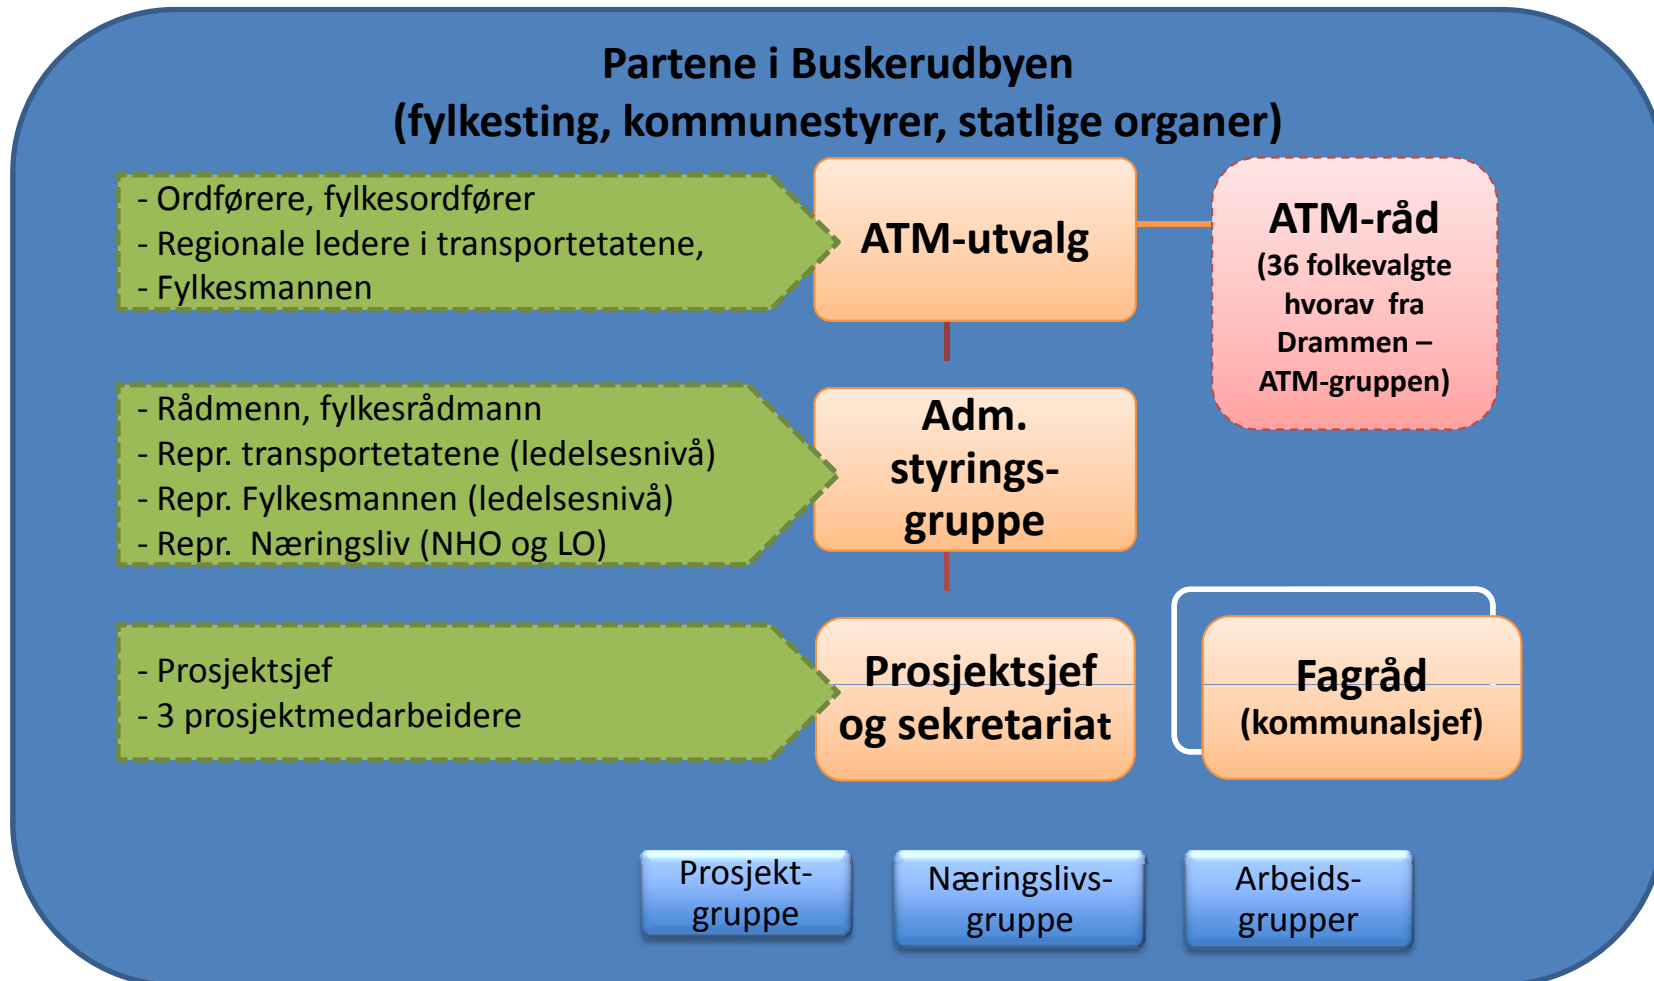 Partene i Buskerudbyen
(fylkesting, kommunestyrer, statlige organer)
- Ordførere, fylkesordfører
- Regionale ledere i transportetatene,
- Fylkesmannen
ATM-utvalg
ATM-råd
(36 folkevalgte
hvorav fra
Drammen –
ATM-gruppen)
- Rådmenn, fylkesrådmann
- Repr. transportetatene (ledelsesnivå)
- Repr. Fylkesmannen (ledelsesnivå)
- Repr. Næringsliv (NHO og LO)
Adm.
styrings-
gruppe
- Prosjektsjef
- 3 prosjektmedarbeidere
Prosjektsjef
og sekretariat
Fagråd
(kommunalsjef)
Prosjekt-
gruppe
Næringslivs-
gruppe
Arbeids-
grupper